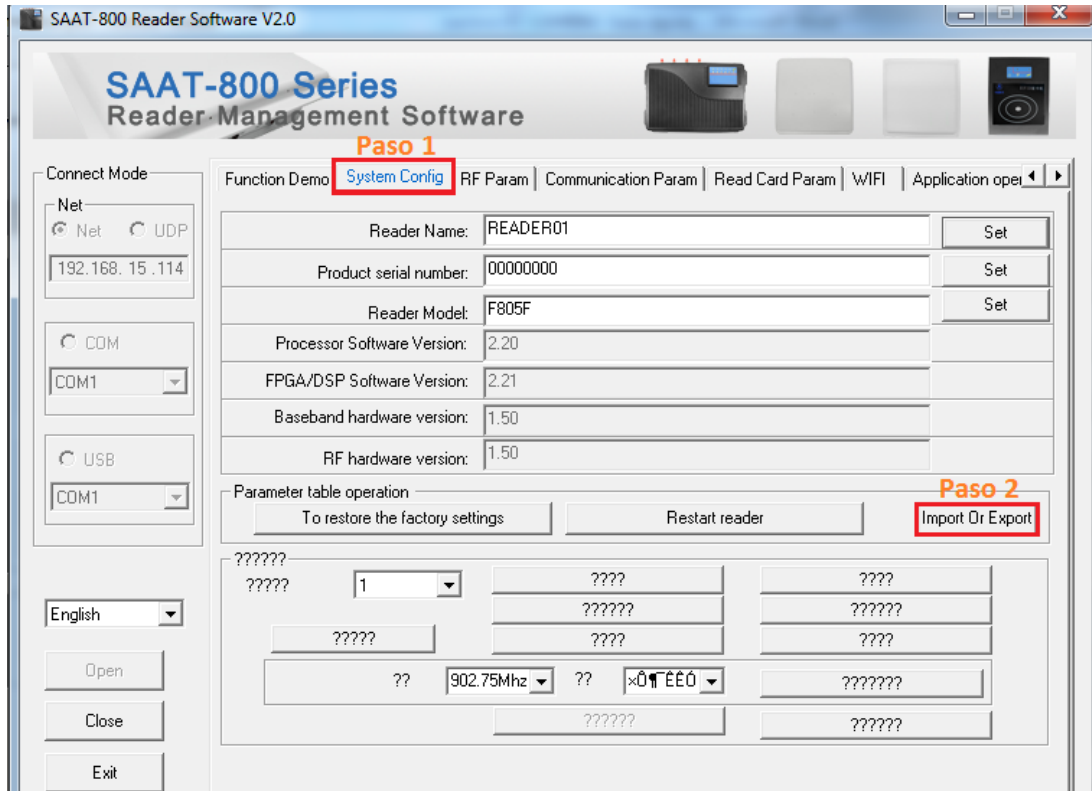 SAAT-800 Reader Software V2.0
SAAT-800 Series
Reader Management Software
Paso 1
Connect Mode
Net
Net UDP
192.168. 15 .114
COM
COM1
USB
COM1
English
Open
Close
Exit
Function Demo System Config RF Param Communication Param Read Card Param WIFI Application oper
Reader Name: READER01 Set
Product serial number: 00000000 Set
Reader Model: F805F Set
Processor Software Version: 2.20
FPGA/DSP Software Version: 2.21
Baseband hardware version: 1.50
RF hardware version: 1.50
Parameter table operation
Paso 2
To restore the factory settings Restart reader Import Or Export
??????
????? 1 ???? ????
?????? ??????
????? ???? ????
?? 902.75Mhz ?? ×Ô¶¯ÊÊÓ ???????
?????? ??????